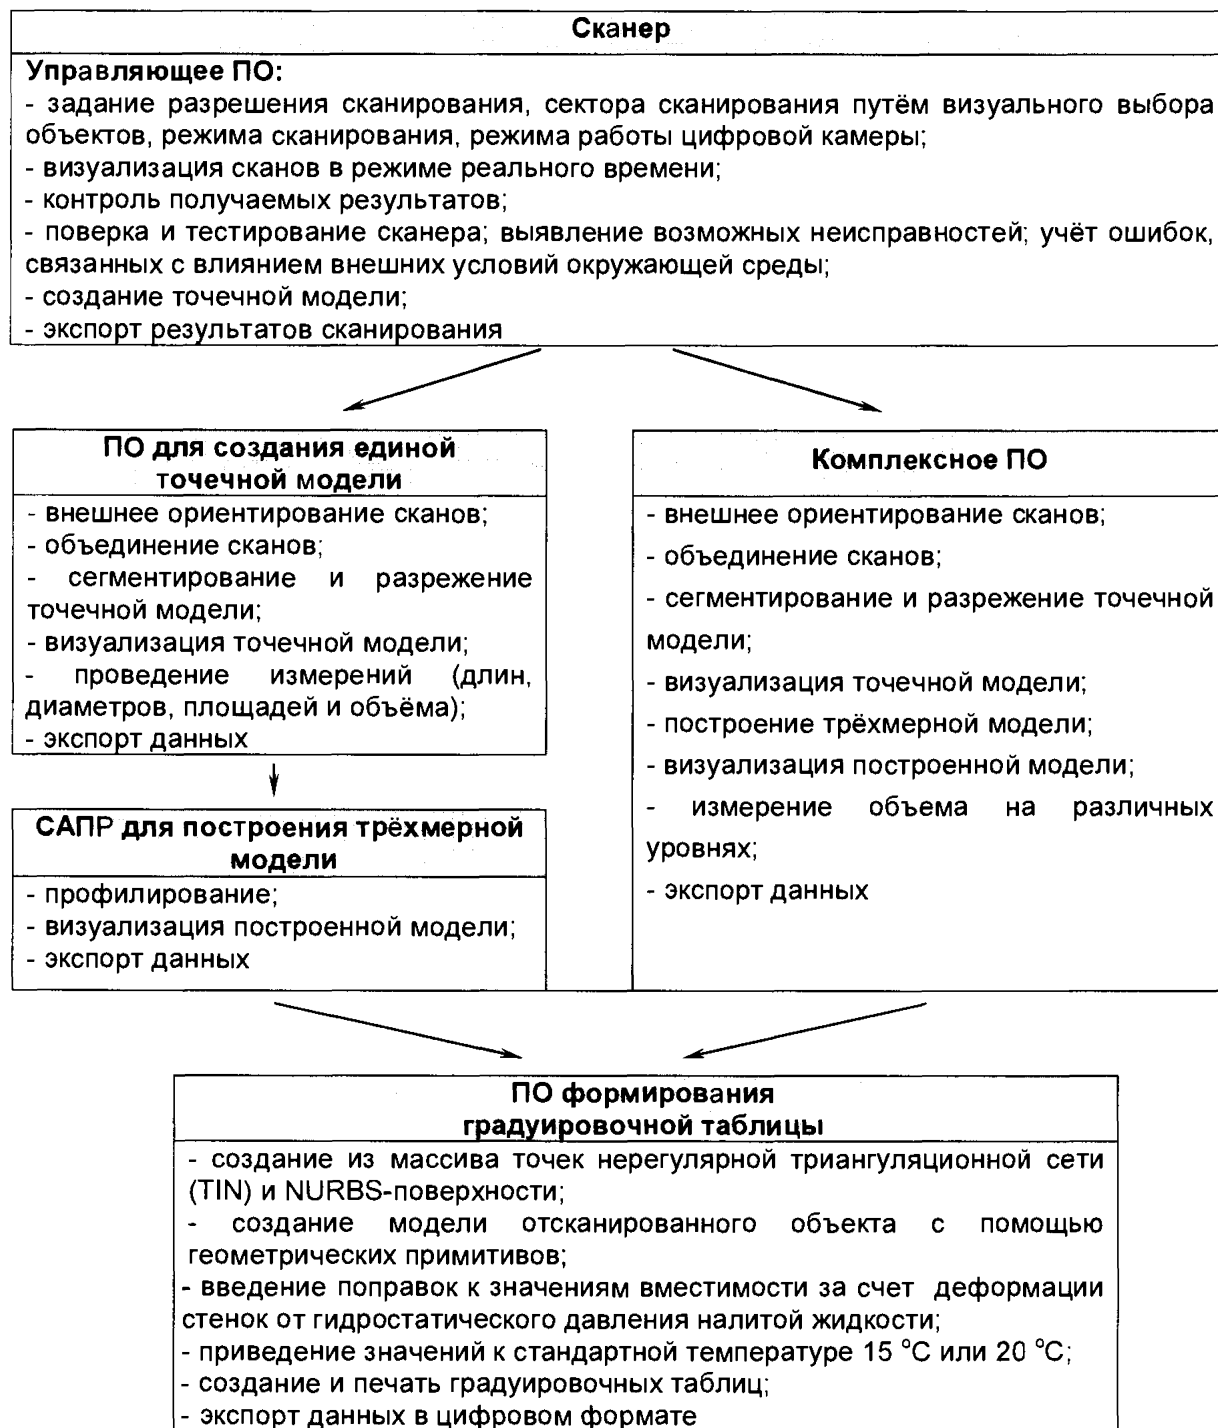 Сканер
Управляющее ПО:
- задание разрешения сканирования, сектора сканирования путём визуального выбора
объектов, режима сканирования, режима работы цифровой камеры;
- визуализация сканов в режиме реального времени;
- контроль получаемых результатов;
- поверка и тестирование сканера; выявление возможных неисправностей; учёт ошибок,
связанных с влиянием внешних условий окружающей среды;
- создание точечной модели;
- экспорт результатов сканирования
ПО для создания единой
точечной модели
- внешнее ориентирование сканов;
- объединение сканов;
- сегментирование и разрежение
точечной модели;
- визуализация точечной модели;
- проведение измерений (длин,
диаметров, площадей и объёма);
- экспорт данных
САПР для построения трёхмерной
модели
- профилирование;
- визуализация построенной модели;
- экспорт данных
Комплексное ПО
- внешнее ориентирование сканов;
- объединение сканов;
- сегментирование и разрежение точечной
модели;
- визуализация точечной модели;
- построение трёхмерной модели;
- визуализация построенной модели;
- измерение объема на различных
уровнях;
- экспорт данных
ПО формирования
градуировочной таблицы
- создание из массива точек нерегулярной триангуляционной сети
(TIN) и NURBS-поверхности;
- создание модели отсканированного объекта с помощью
геометрических примитивов;
- введение поправок к значениям вместимости за счет деформации
стенок от гидростатического давления налитой жидкости;
- приведение значений к стандартной температуре 15 °С или 20 °С;
- создание и печать градуировочных таблиц;
- экспорт данных в цифровом формате